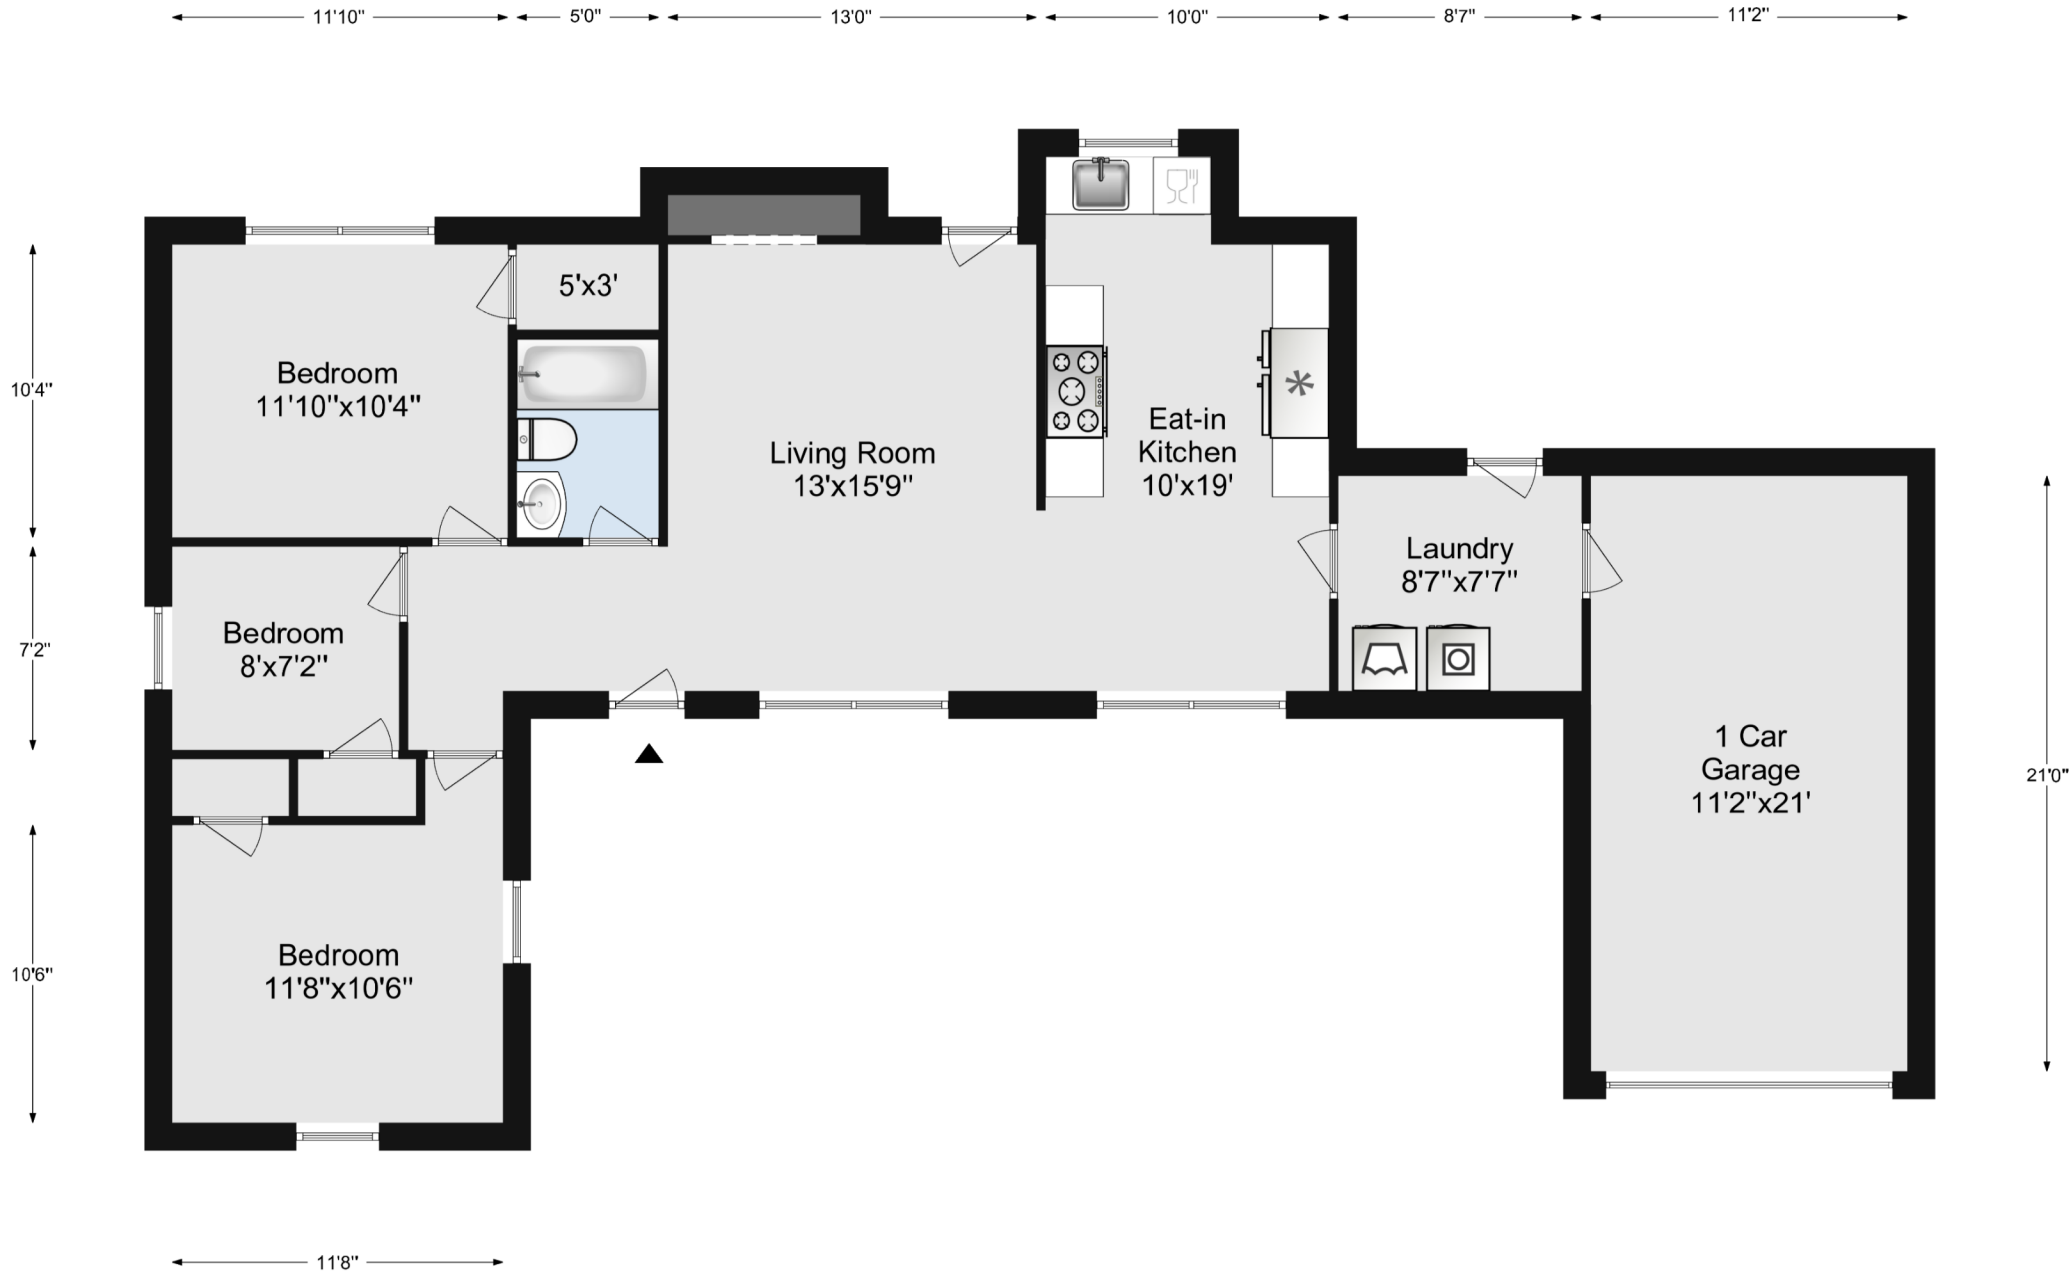 11'10" 5'0" 13'0" 10'0" 8'7" 11'2"
5'x3'
Bedroom
11'10"x10'4"
10'4"
Eat-in
Kitchen
10'x19'
Living Room
13'x15'9"
Laundry
8'7"x7'7"
Bedroom
8'x7'2"
7'2"
1 Car
Garage
11'2"x21'
21'0"
Bedroom
11'8"x10'6"
10'6"
11'8"